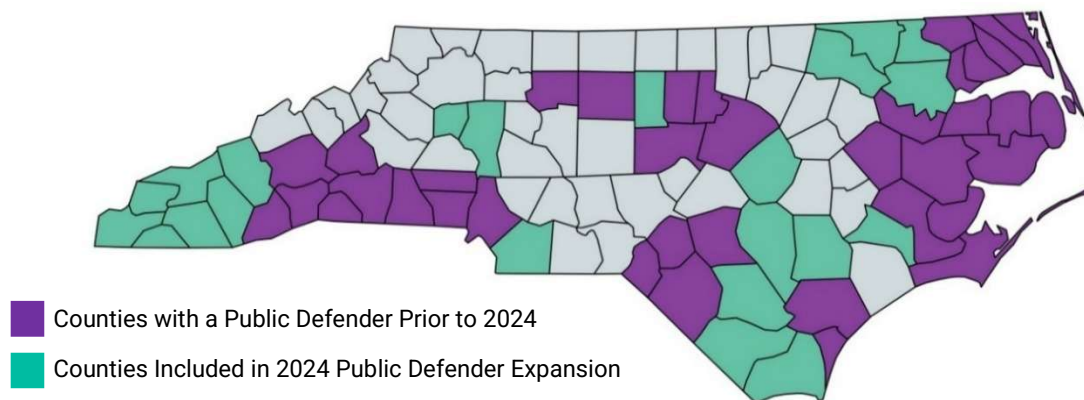 Counties with a Public Defender Prior to 2024
Counties Included in 2024 Public Defender Expansion